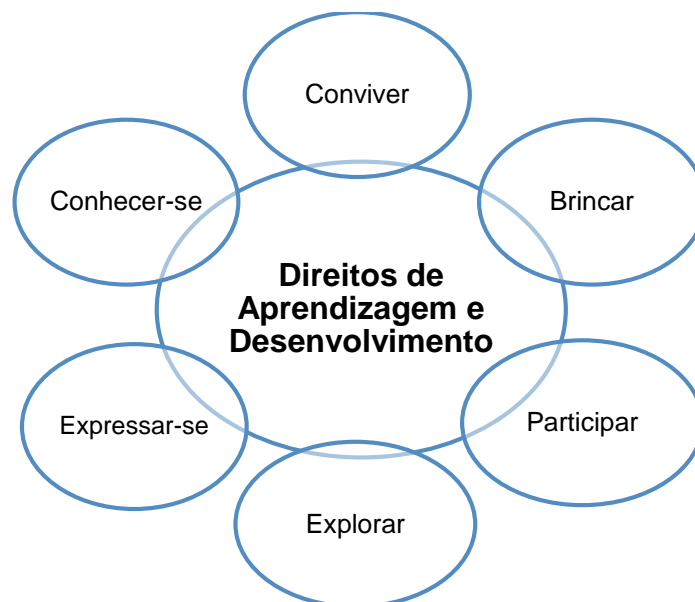 Conviver
Conhecer-se
Brincar
Direitos de
Aprendizagem e
Desenvolvimento
Expressar-se
Participar
Explorar